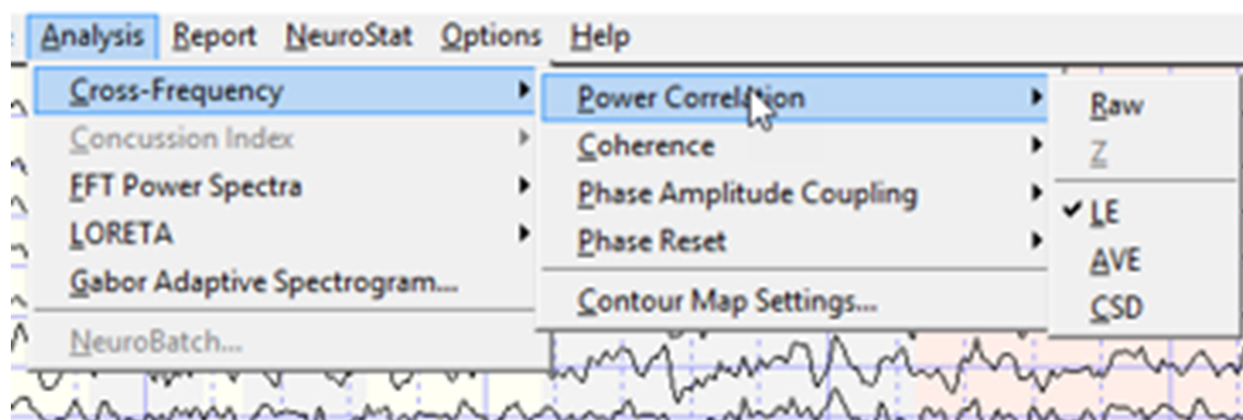 Analysis Report NeuroStat Options Help
Cross-Frequency
Concussion Index
FFT Power Spectra
LORETA
Gabor Adaptive Spectrogram...
NeuroBatch...
Power Correlation
Coherence
Phase Amplitude Coupling
Phase Reset
Contour Map Settings...
Raw
Z
LE
AVE
CSD